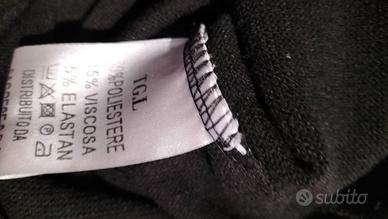 TG.L
%POLIESTERE
15% VISCOSA
5% ELASTAN
DISTRIBUITO DA
subito